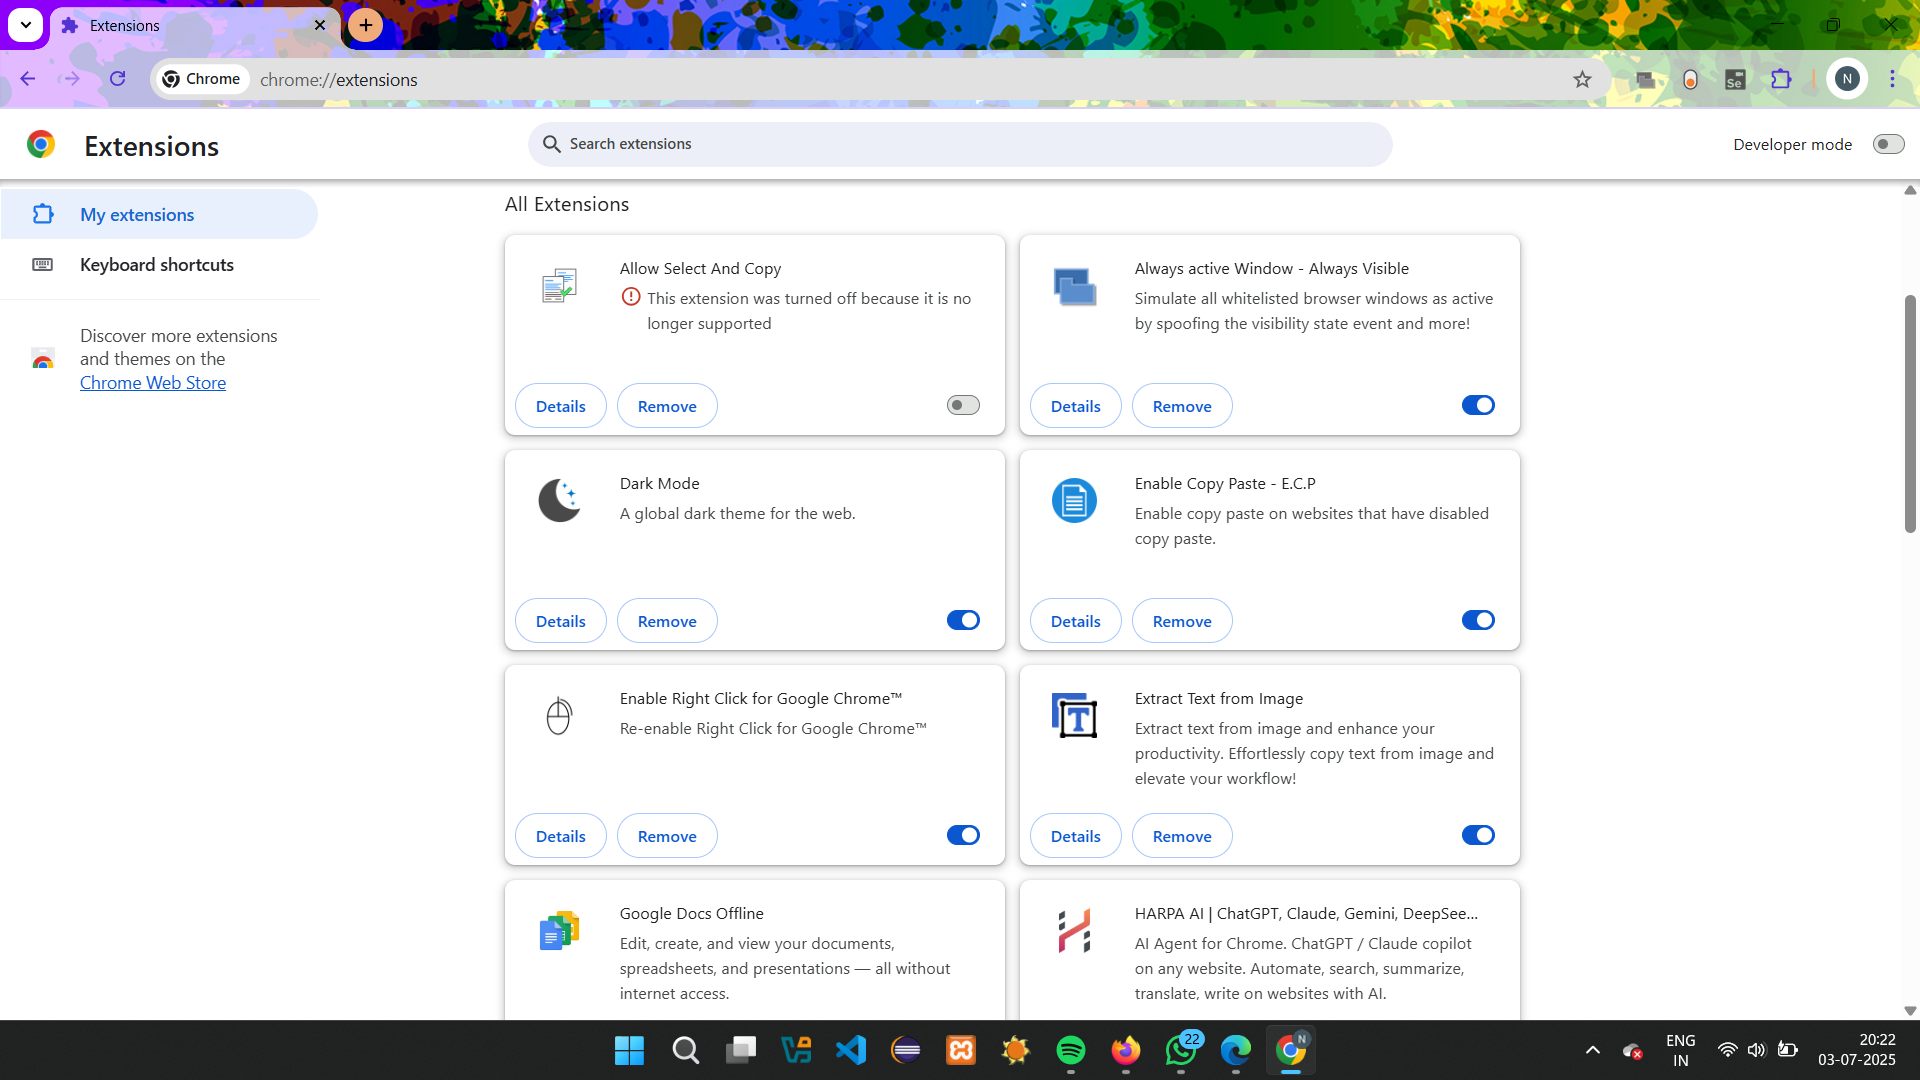 Extensions
Chrome
chrome://extensions
Se
N
Extensions
Search extensions
Developer mode
My extensions
Keyboard shortcuts
Discover more extensions
and themes on the
Chrome Web Store
All Extensions
Allow Select And Copy
This extension was turned off because it is no
longer supported
Details
Remove
Always active Window - Always Visible
Simulate all whitelisted browser windows as active
by spoofing the visibility state event and more!
Details
Remove
Dark Mode
A global dark theme for the web.
Details
Remove
Enable Copy Paste - E.C.P
Enable copy paste on websites that have disabled
copy paste.
Details
Remove
Enable Right Click for Google Chrome™
Re-enable Right Click for Google Chrome™
Details
Remove
T
Extract Text from Image
Extract text from image and enhance your
productivity. Effortlessly copy text from image and
elevate your workflow!
Details
Remove
Google Docs Offline
Edit, create, and view your documents,
spreadsheets, and presentations — all without
internet access.
HARPA AI | ChatGPT, Claude, Gemini, DeepSee...
AI Agent for Chrome. ChatGPT / Claude copilot
on any website. Automate, search, summarize,
translate, write on websites with AI.
22
N
ENG
IN
20:22
03-07-2025